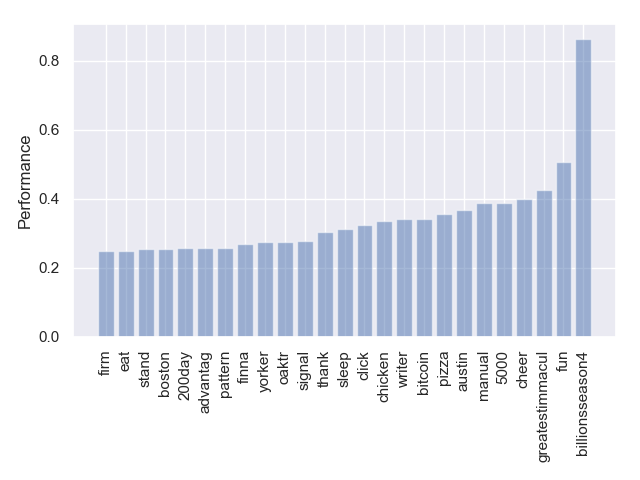 0.8
0.6
0.4
0.2
0.0
Performance
firm
eat
stand
boston
200day
advantag
pattern
finna
yorker
oaktr
signal
thank
sleep
click
chicken
writer
bitcoin
pizza
austin
manual
5000
cheer
greatestimmacul
fun
billionsseason4